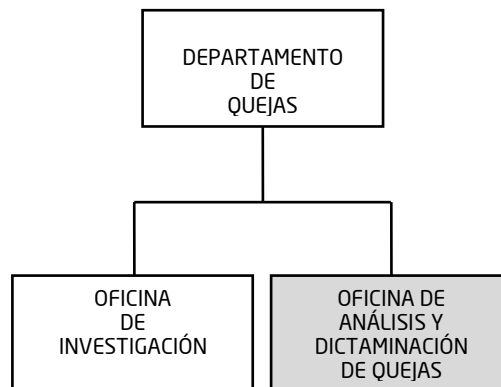 DEPARTAMENTO
DE
QUEJAS
OFICINA
DE
INVESTIGACIÓN
OFICINA DE
ANÁLISIS Y
DICTAMINACIÓN
DE QUEJAS